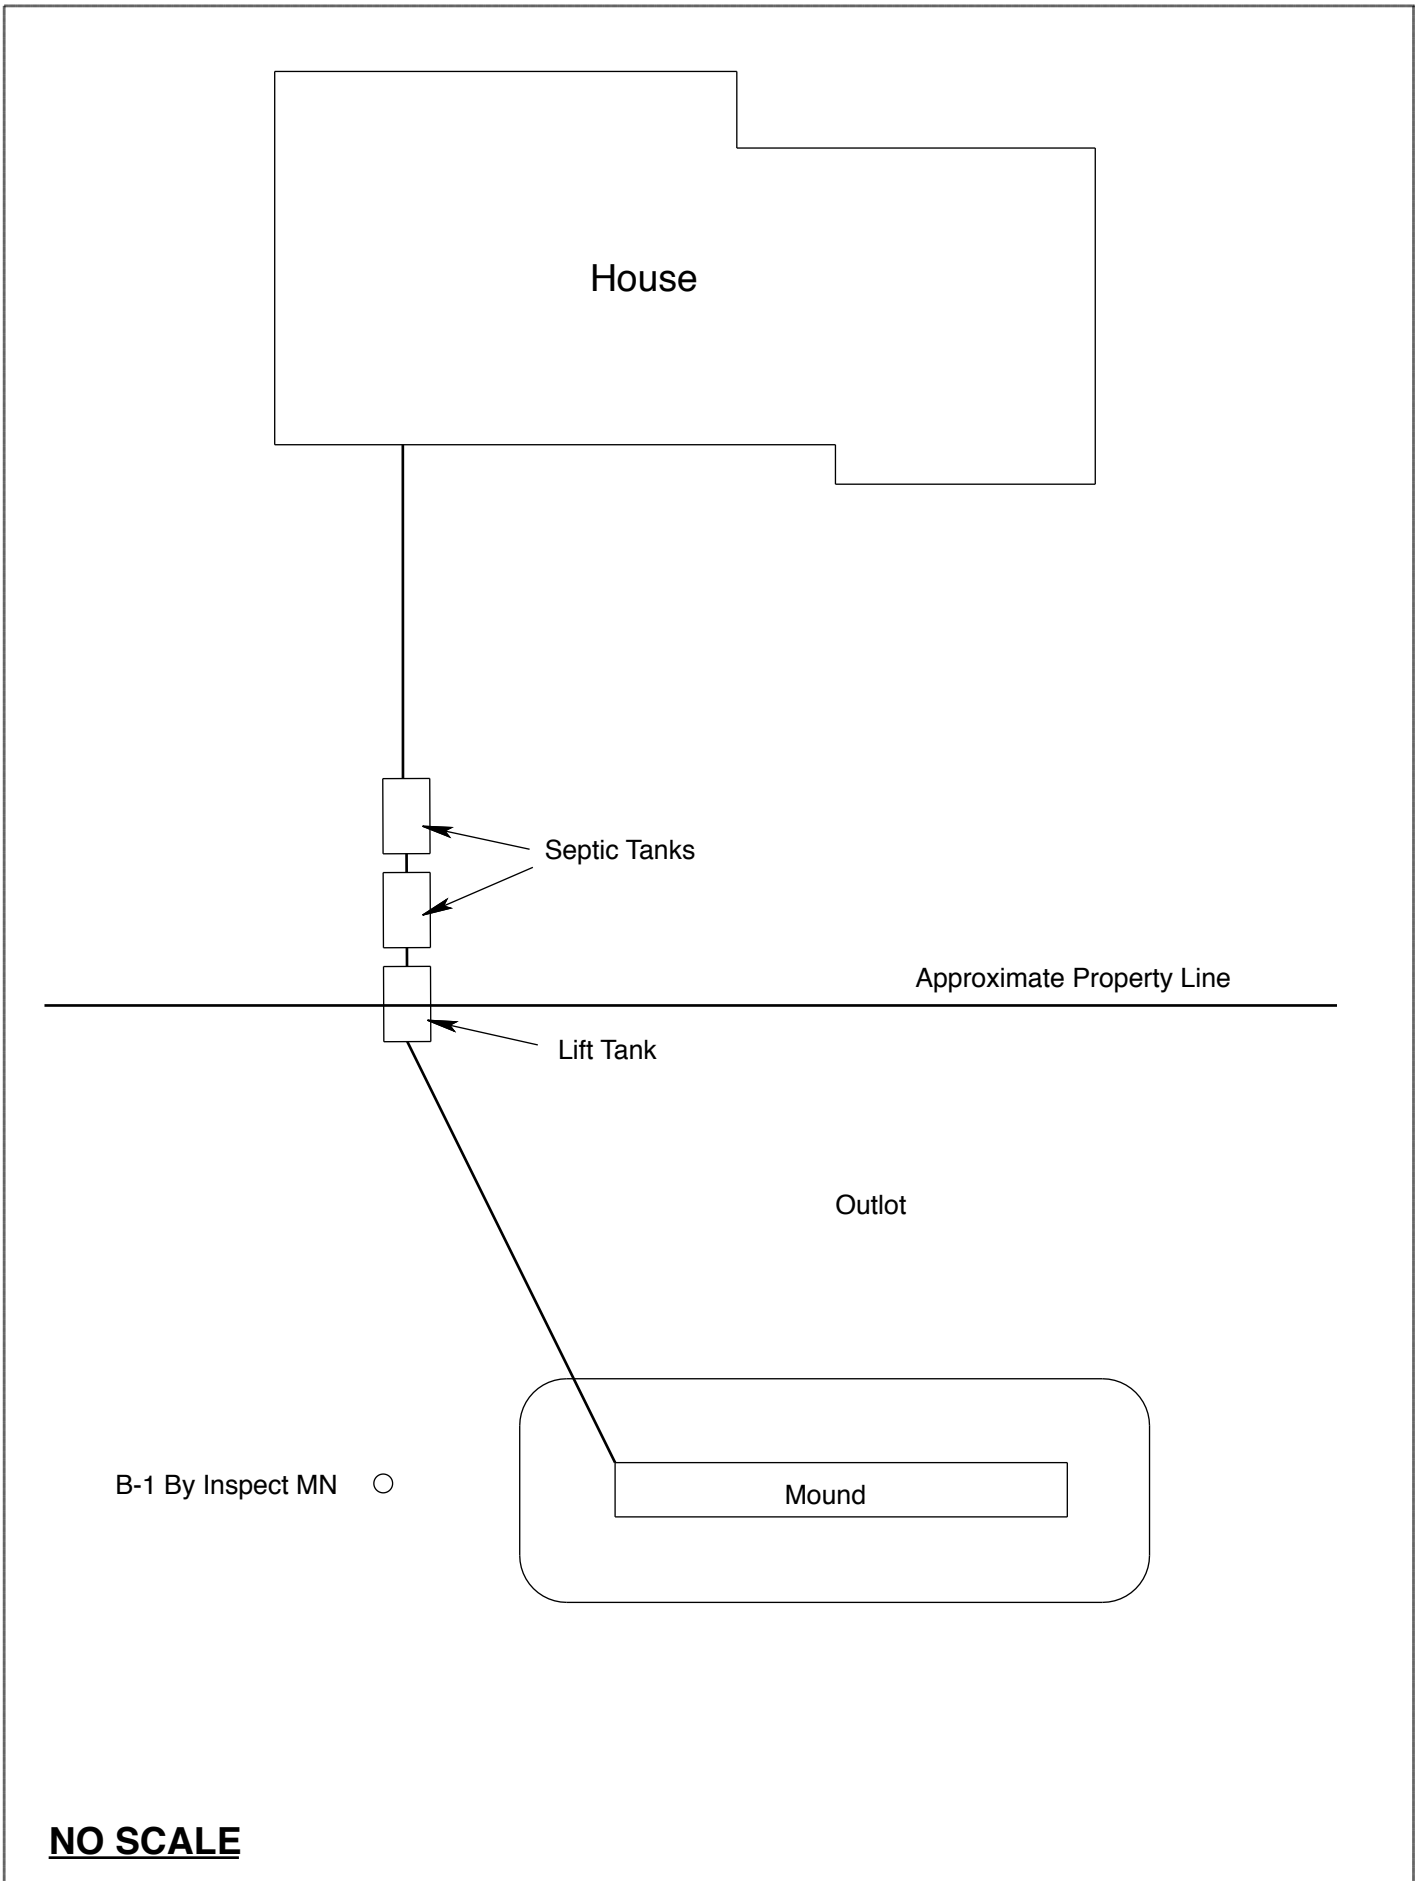 House
Septic Tanks
Approximate Property Line
Lift Tank
Outlot
B-1 By Inspect MN
Mound
NO SCALE